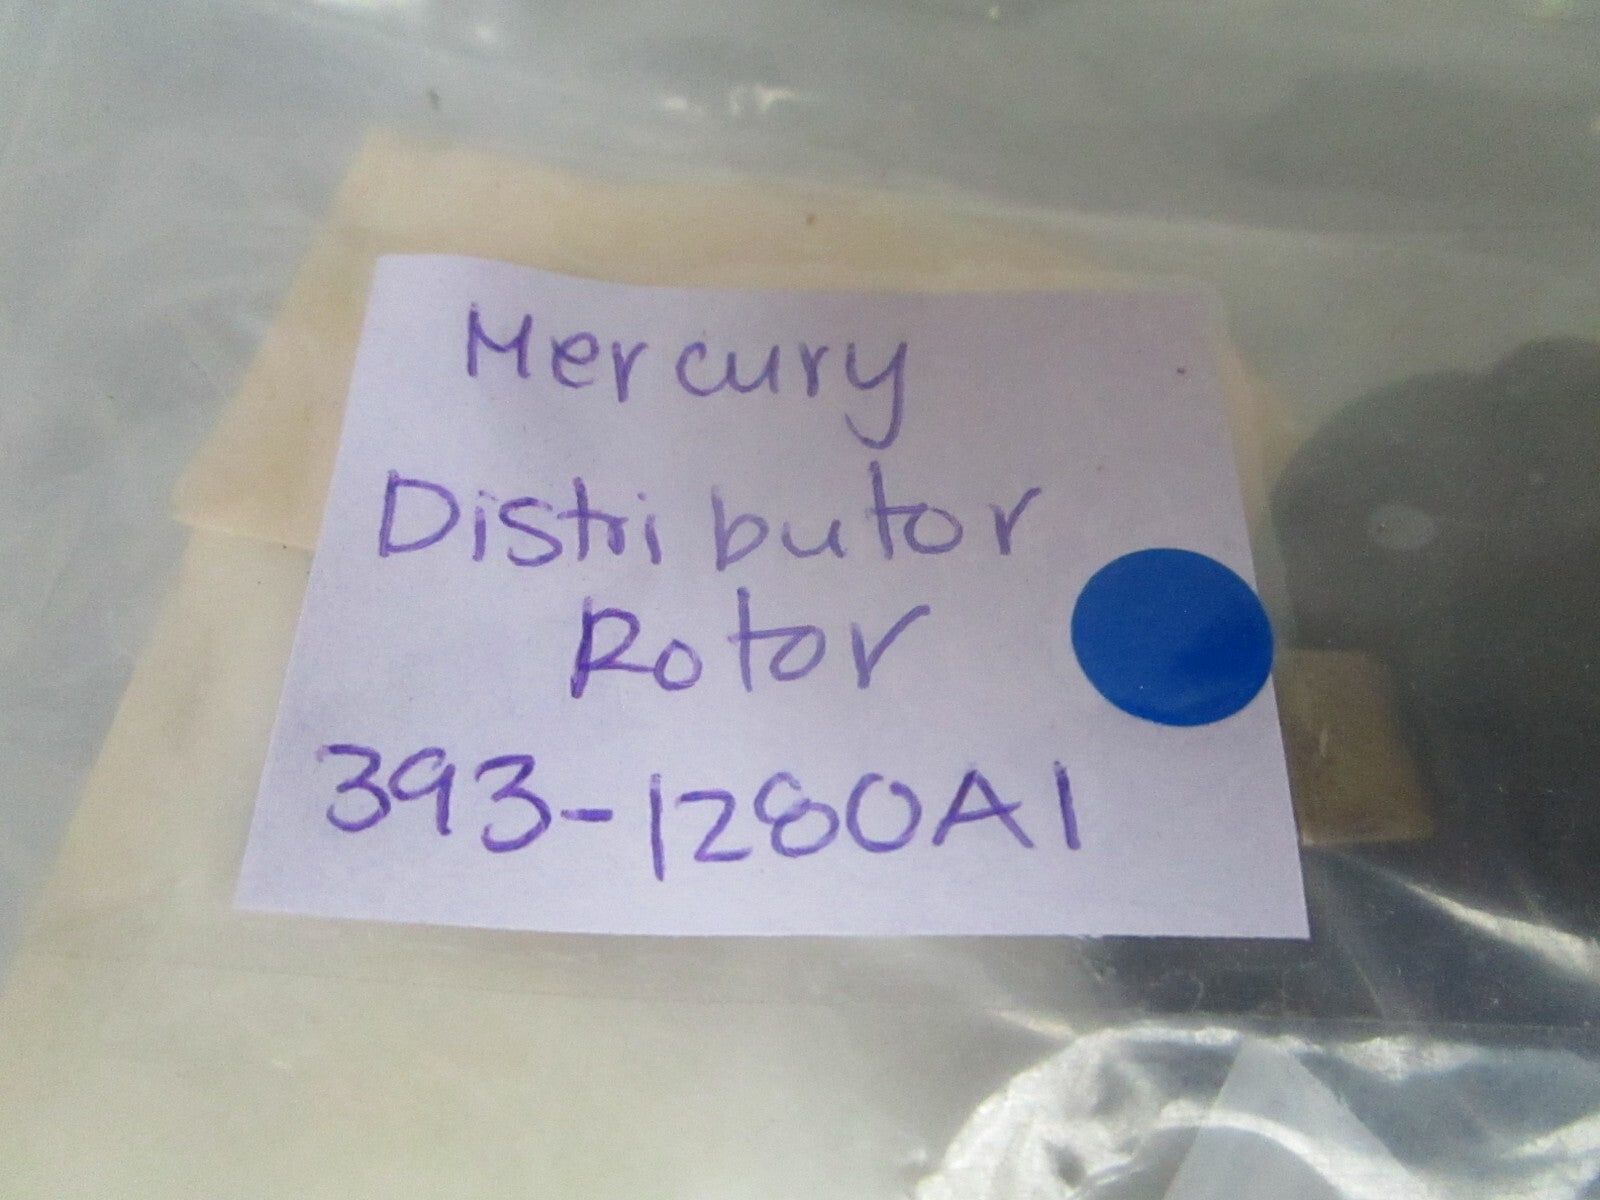 Mercury
Distributor
Rotor
393-1280A1